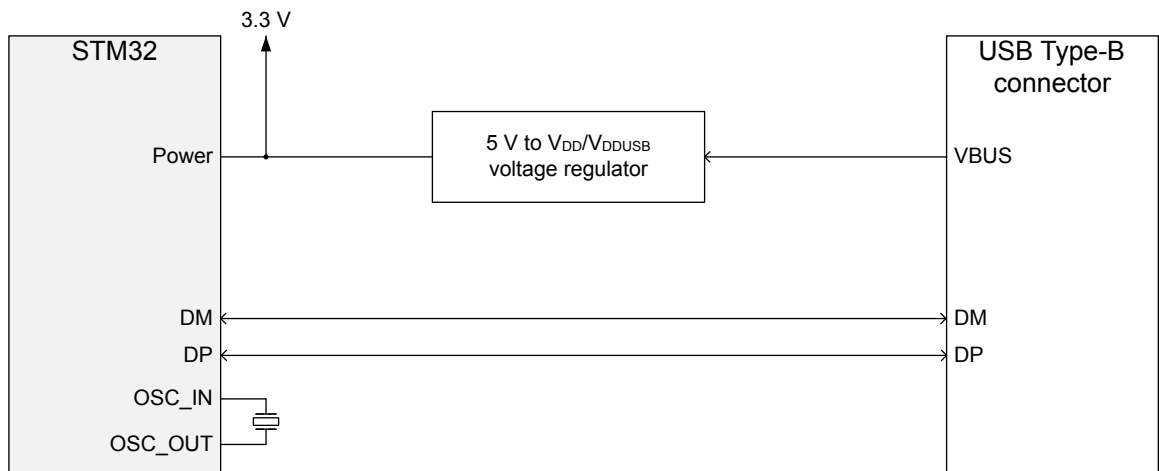 3.3 V
STM32
USB Type-B
connector
5 V to VDD/VDDUSB
voltage regulator
Power
VBUS
DM
DM
DP
DP
OSC_IN
OSC_OUT